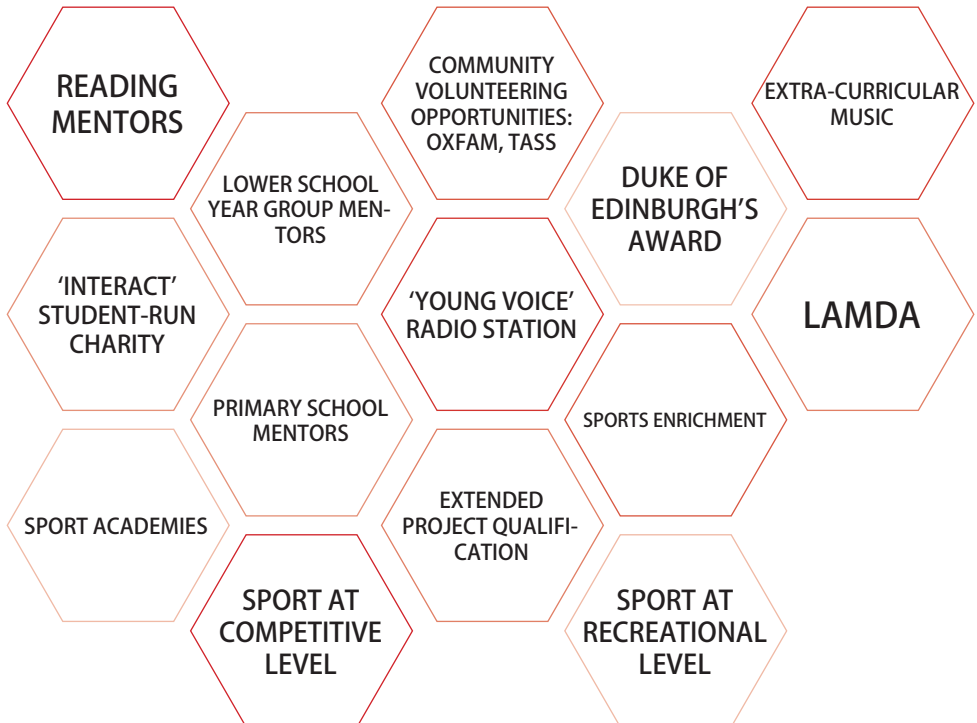 READING
MENTORS
COMMUNITY
VOLUNTEERING
OPPORTUNITIES:
OXFAM, TASS
EXTRA-CURRICULAR
MUSIC
LOWER SCHOOL
YEAR GROUP MEN-
TORS
DUKE OF
EDINBURGH’S
AWARD
‘INTERACT’
STUDENT-RUN
CHARITY
‘YOUNG VOICE’
RADIO STATION
LAMDA
PRIMARY SCHOOL
MENTORS
SPORTS ENRICHMENT
SPORT ACADEMIES
EXTENDED
PROJECT QUALIFI-
CATION
SPORT AT
COMPETITIVE
LEVEL
SPORT AT
RECREATIONAL
LEVEL